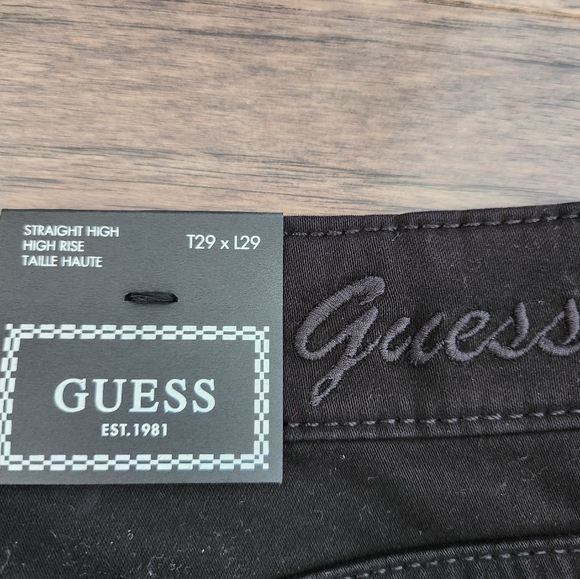 STRAIGHT HIGH
HIGH RISE
TAILLE HAUTE
T29 x L29
GUESS
EST. 1981
Guess